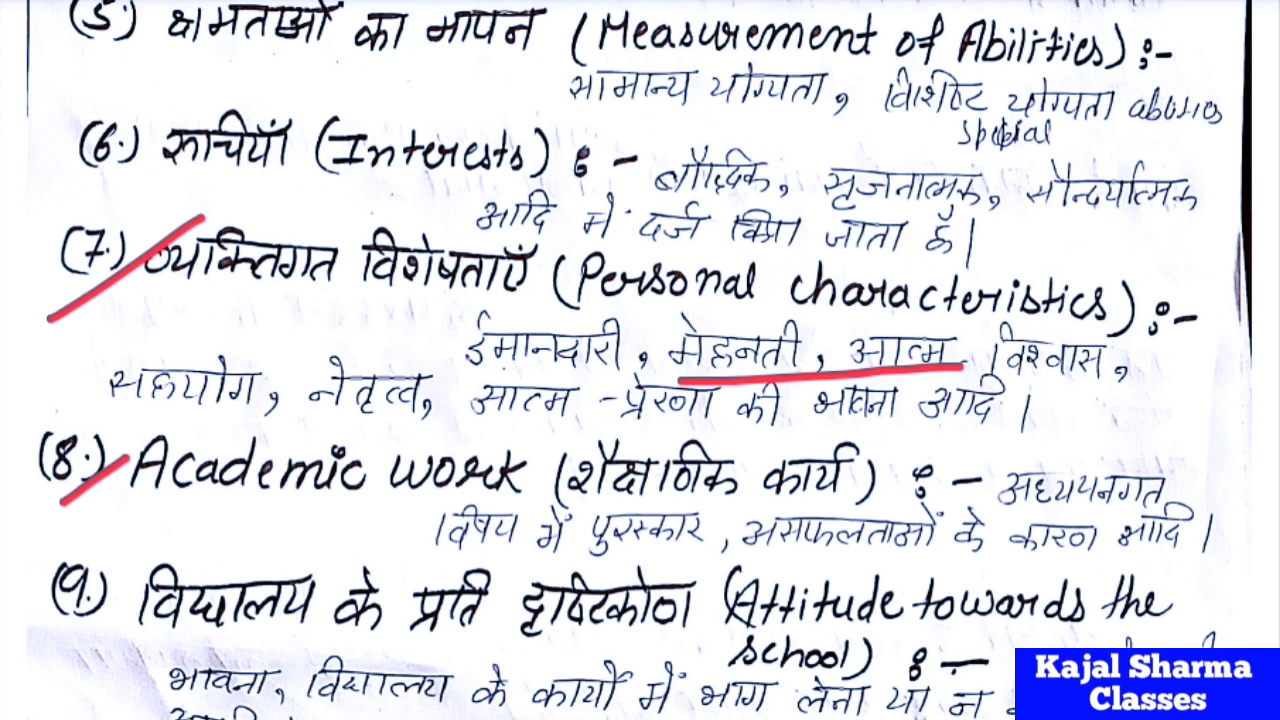 (5.) क्षमताओं का मापन (Measurement of Abilities) :-
सामान्य योग्यता, विशिष्ट योग्यता
special
(6.) रूचियाँ (Interests) : -
बौद्धिक, सृजनात्मक, सौन्दर्यात्मक
आदि में दर्ज किया जाता है।
(7.) व्यक्तिगत विशेषताएँ (Personal characteristics) :-
ईमानदारी, मेहनती, आत्म विश्वास,
सहयोग, नेतृत्व, आत्म -प्रेरणा की भावना आदि।
(8.) Academic work (शैक्षणिक कार्य) : - अध्ययनगत
विषय में पुरस्कार, असफलताओं के कारण आदि।
(9.) विद्यालय के प्रति दृष्टिकोण (Attitude towards the
school) : -
भावना, विद्यालय के कार्यों में भाग लेना या न
Kajal Sharma
Classes